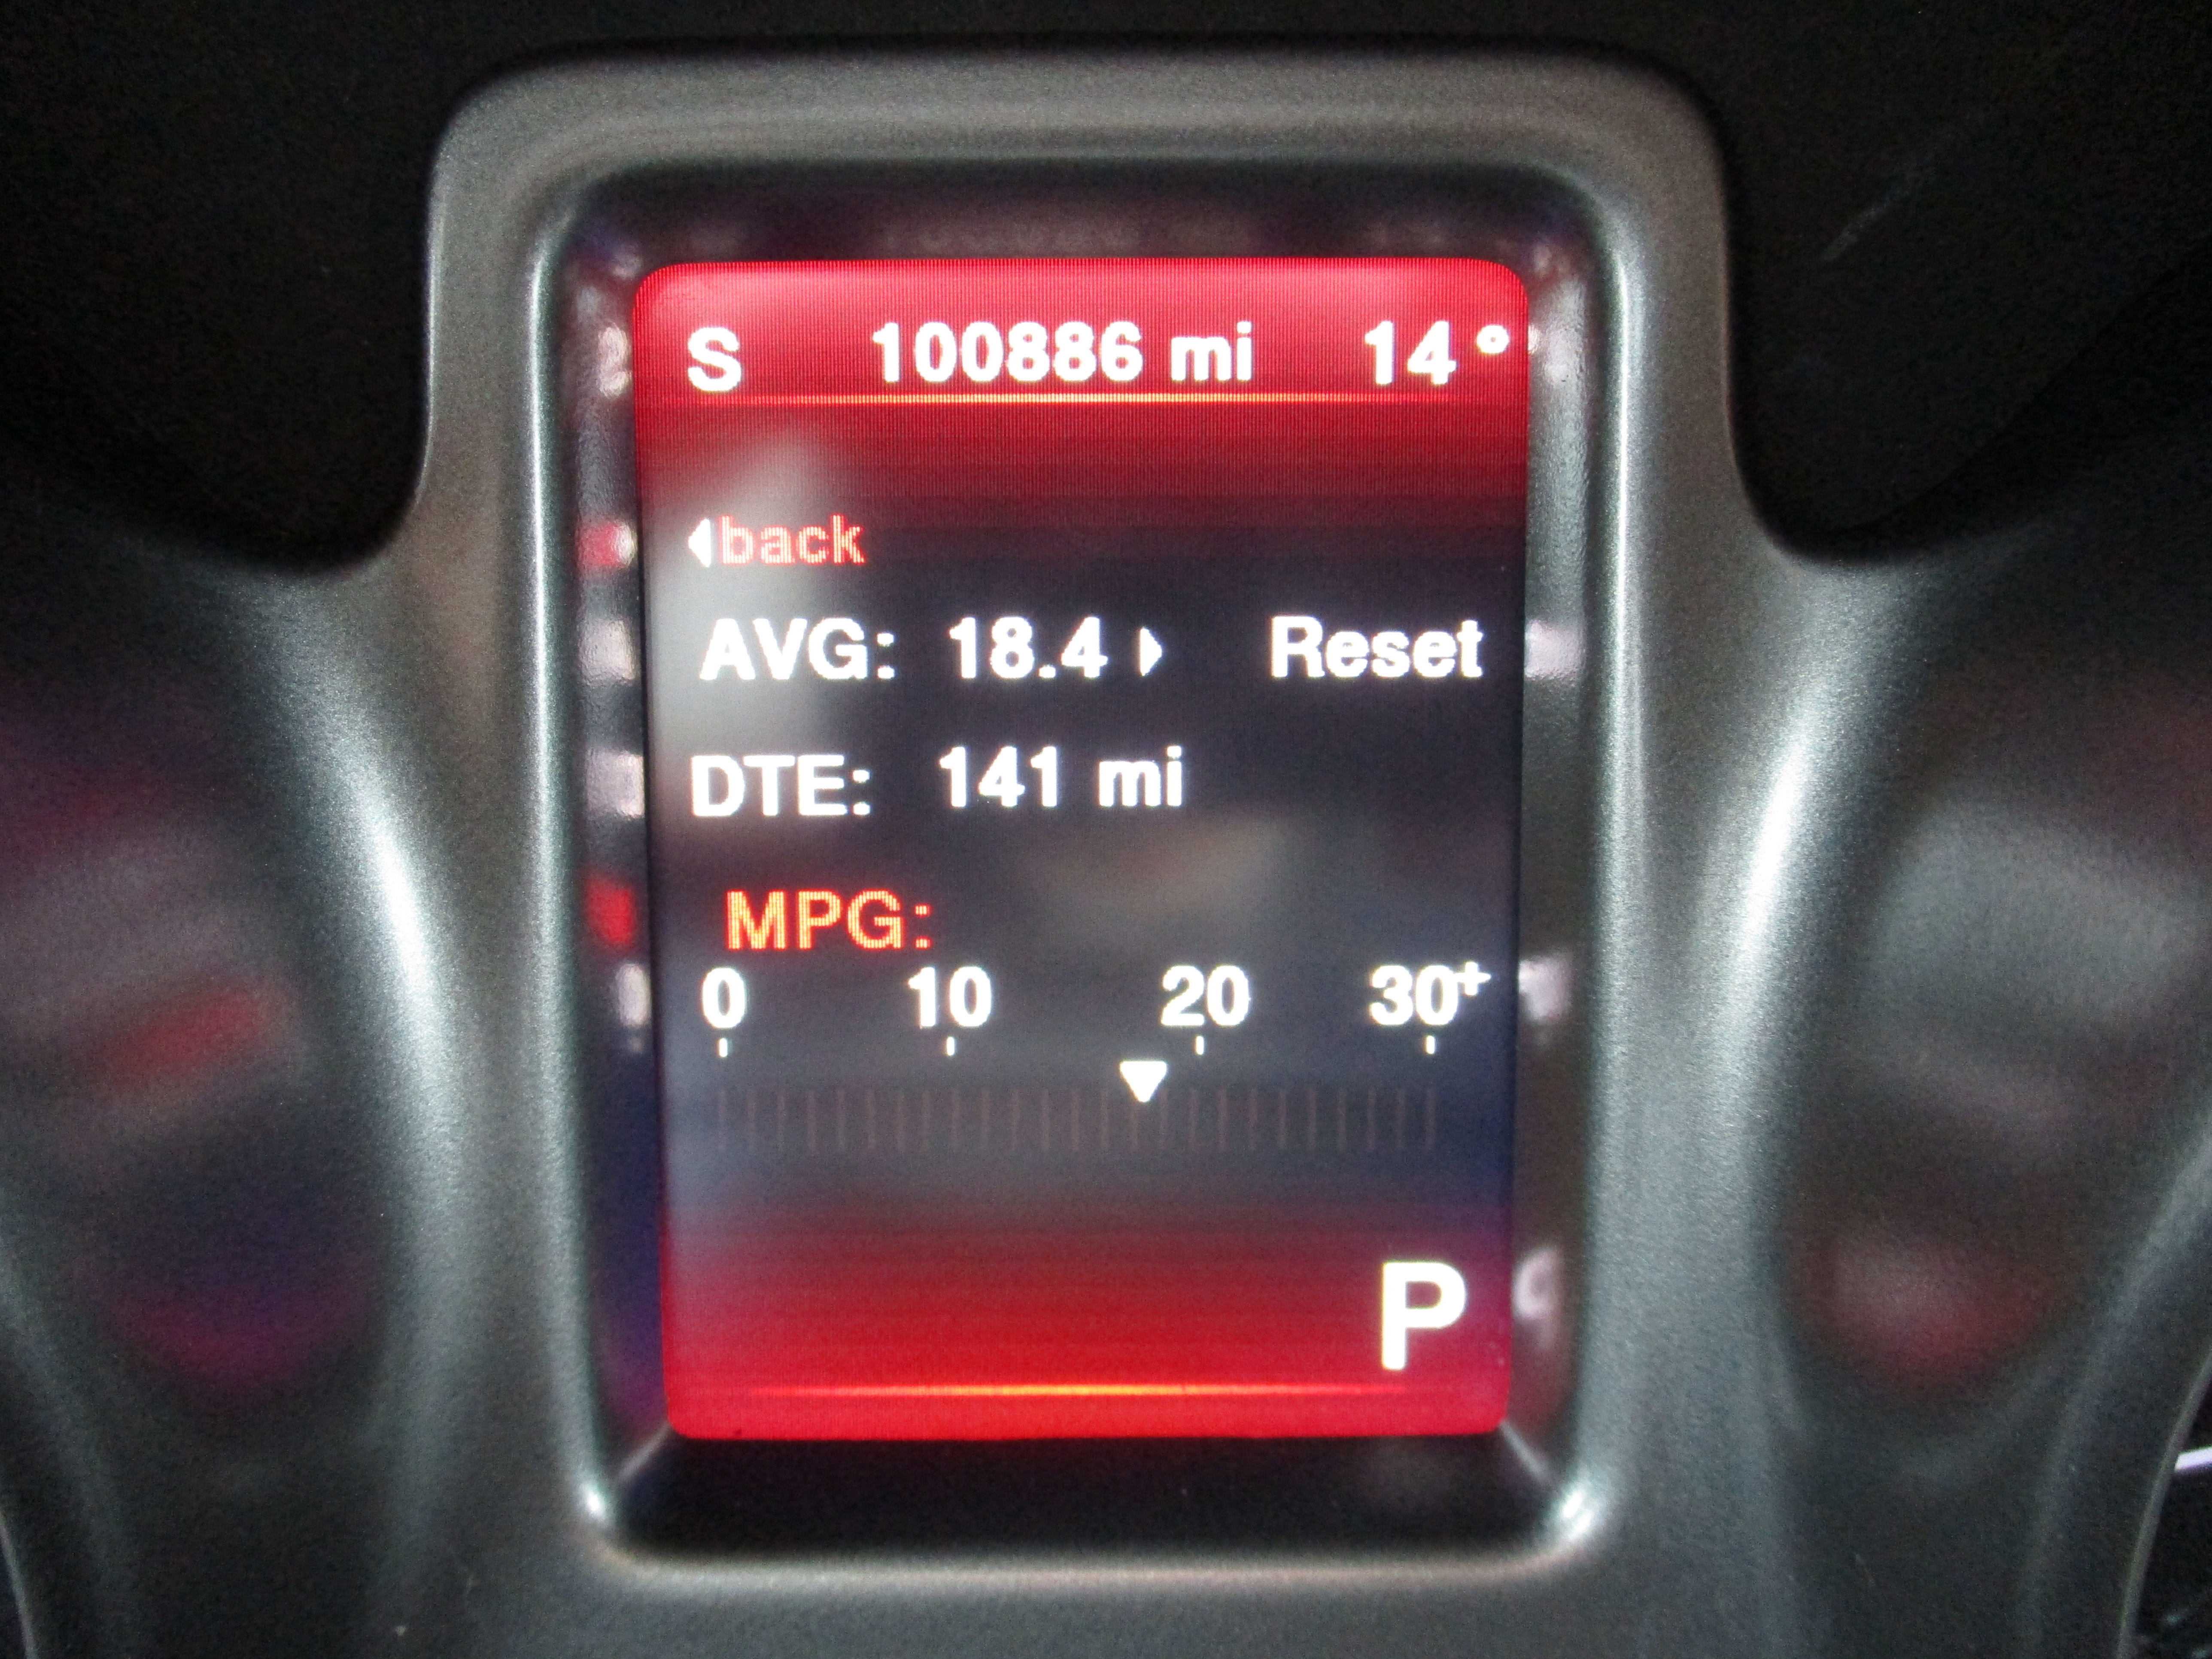 S 100886 mi 14°
back
AVG: 18.4 Reset
DTE: 141 mi
MPG:
0 10 20 30+
P